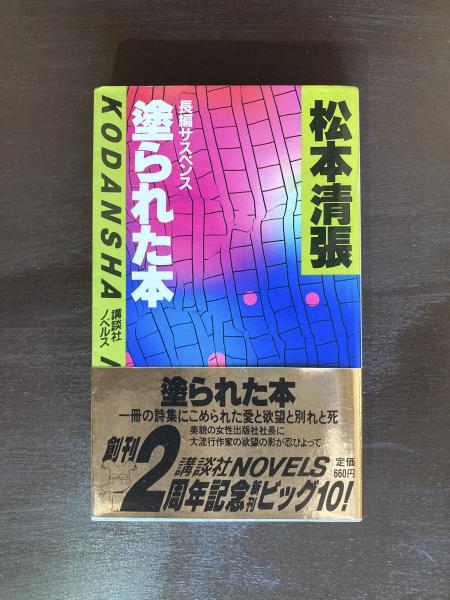 松本清張
長編サスペンス
塗られた本
KODANSHA
講談社
ノベルス
塗られた本
一冊の詩集にこめられた愛と欲望と別れと死
美貌の女性出版社社長に
大流行作家の欲望の影が忍びよって
創刊2周年記念新刊ビッグ10!
講談社NOVELS
定価
660円